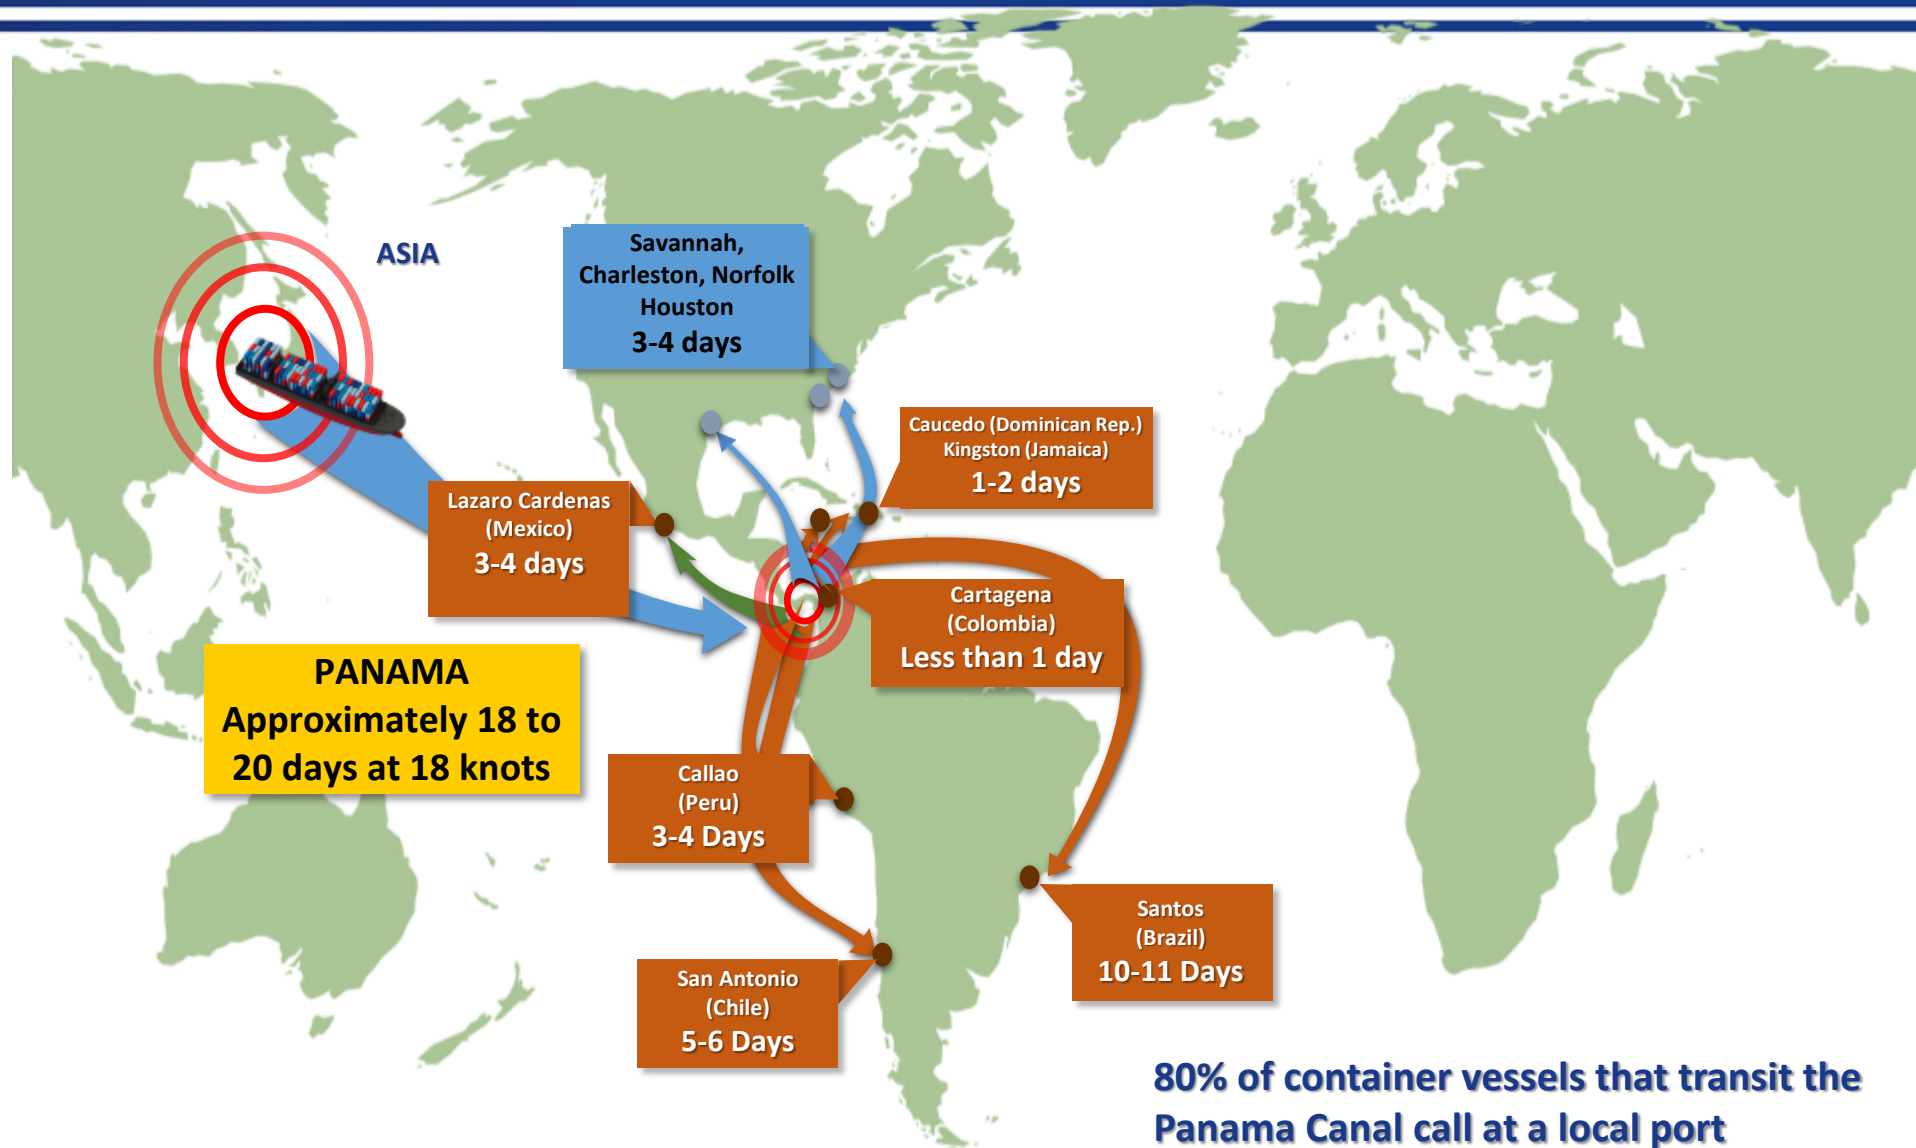 ASIA
Savannah,
Charleston, Norfolk
Houston
3-4 days
Caucedo (Dominican Rep.)
Kingston (Jamaica)
1-2 days
Lazaro Cardenas
(Mexico)
3-4 days
Cartagena
(Colombia)
Less than 1 day
PANAMA
Approximately 18 to
20 days at 18 knots
Callao
(Peru)
3-4 Days
Santos
(Brazil)
10-11 Days
San Antonio
(Chile)
5-6 Days
80% of container vessels that transit the
Panama Canal call at a local port